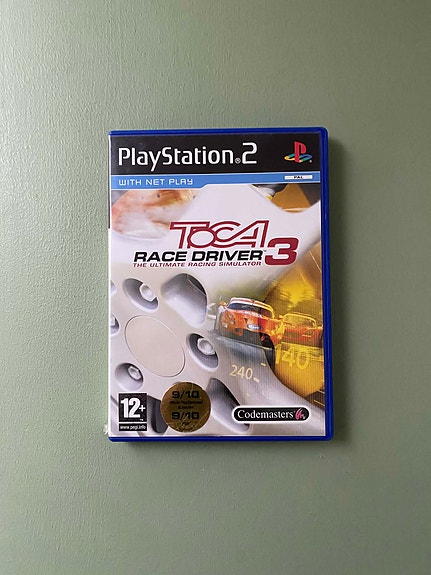 PlayStation®2
WITH NET PLAY
PAL
TOCA
RACE DRIVER 3
THE ULTIMATE RACING SIMULATOR
240
140
9/10
9/10
12+
www.pegi.info
Codemasters